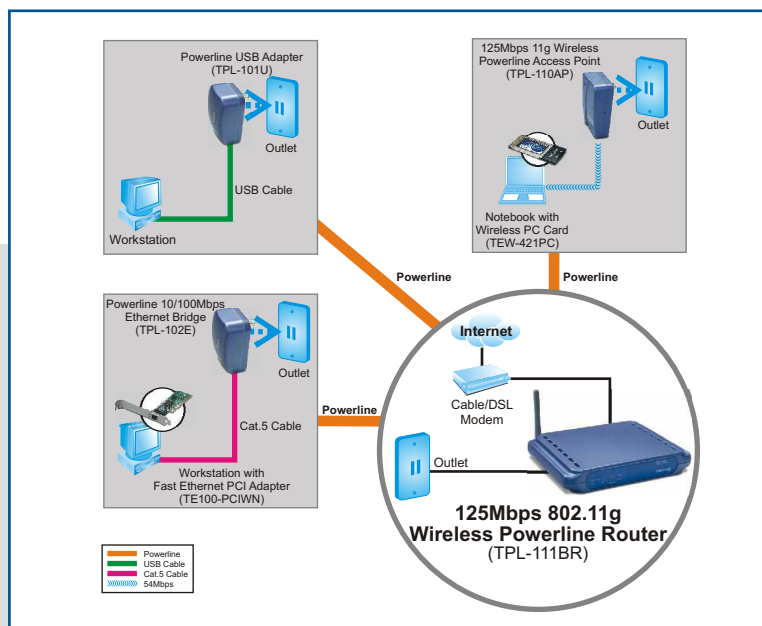 Powerline USB Adapter
(TPL-101U)
Outlet
USB Cable
Workstation
125Mbps 11g Wireless
Powerline Access Point
(TPL-110AP)
Outlet
Notebook with
Wireless PC Card
(TEW-421PC)
Powerline
Powerline
Powerline 10/100Mbps
Ethernet Bridge
(TPL-102E)
Outlet
Cat.5 Cable
Workstation with
Fast Ethernet PCI Adapter
(TE100-PCIWN)
Powerline
Internet
Cable/DSL
Modem
Outlet
125Mbps 802.11g
Wireless Powerline Router
(TPL-111BR)
Powerline
USB Cable
Cat.5 Cable
54Mbps